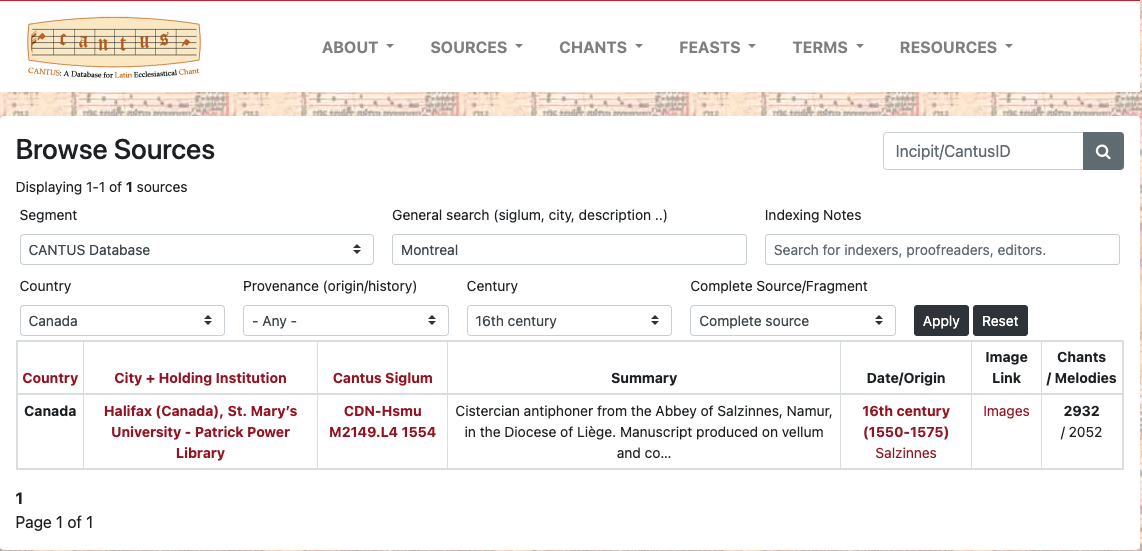 cantus
CANTUS: A Database for Latin Ecclesiastical Chant
ABOUT SOURCES CHANTS FEASTS TERMS RESOURCES
Browse Sources
Incipit/CantusID
Displaying 1-1 of 1 sources
Segment General search (siglum, city, description ..) Indexing Notes
CANTUS Database Montreal Search for indexers, proofreaders, editors.
Country Provenance (origin/history) Century Complete Source/Fragment
Canada - Any - 16th century Complete source Apply Reset
Country City + Holding Institution Cantus Siglum Summary Date/Origin Image Link Chants / Melodies
Canada
Halifax (Canada), St. Mary's
University - Patrick Power
Library
CDN-Hsmu
M2149.L4 1554
Cistercian antiphoner from the Abbey of Salzinnes, Namur,
in the Diocese of Liège. Manuscript produced on vellum
and co...
16th century
(1550-1575)
Salzinnes
Images
2932
/ 2052
1
Page 1 of 1